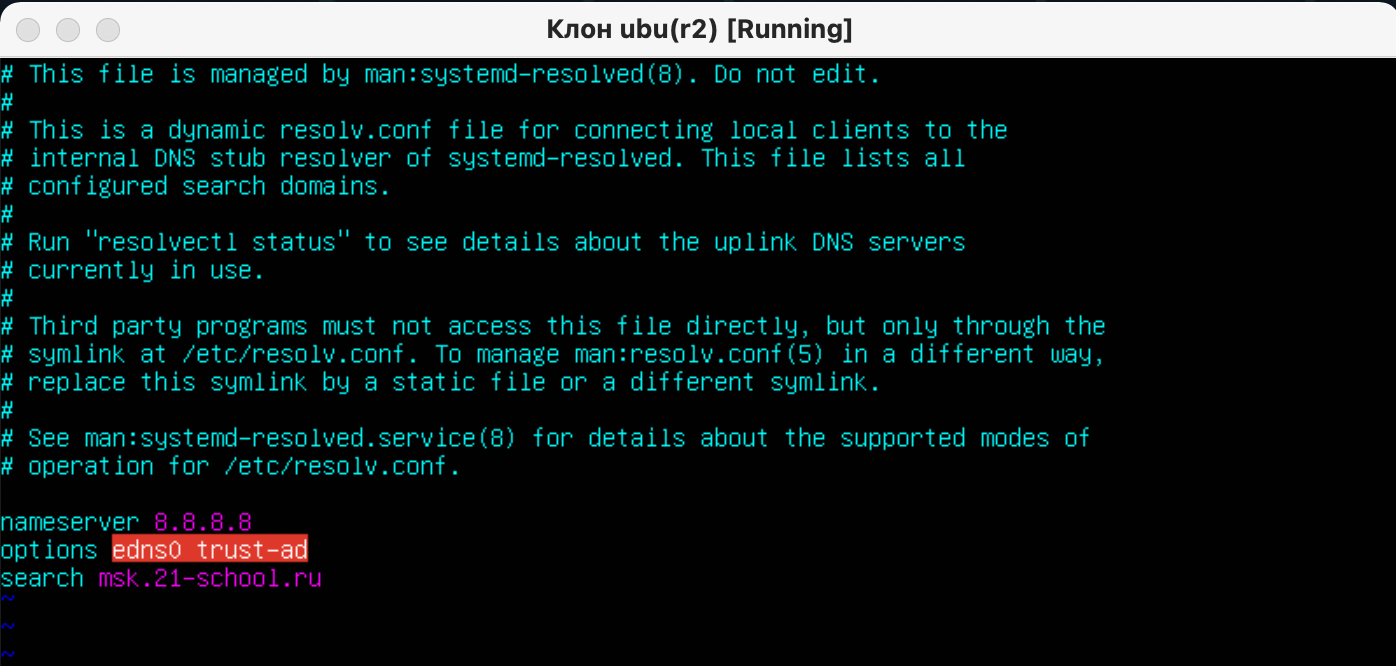 Клон ubu(r2) [Running]
# This file is managed by man:systemd-resolved(8). Do not edit.
#
# This is a dynamic resolv.conf file for connecting local clients to the
# internal DNS stub resolver of systemd-resolved. This file lists all
# configured search domains.
#
# Run "resolvectl status" to see details about the uplink DNS servers
# currently in use.
#
# Third party programs must not access this file directly, but only through the
# symlink at /etc/resolv.conf. To manage man:resolv.conf(5) in a different way,
# replace this symlink by a static file or a different symlink.
#
# See man:systemd-resolved.service(8) for details about the supported modes of
# operation for /etc/resolv.conf.
nameserver 8.8.8.8
options edns0 trust-ad
search msk.21-school.ru
~
~
~